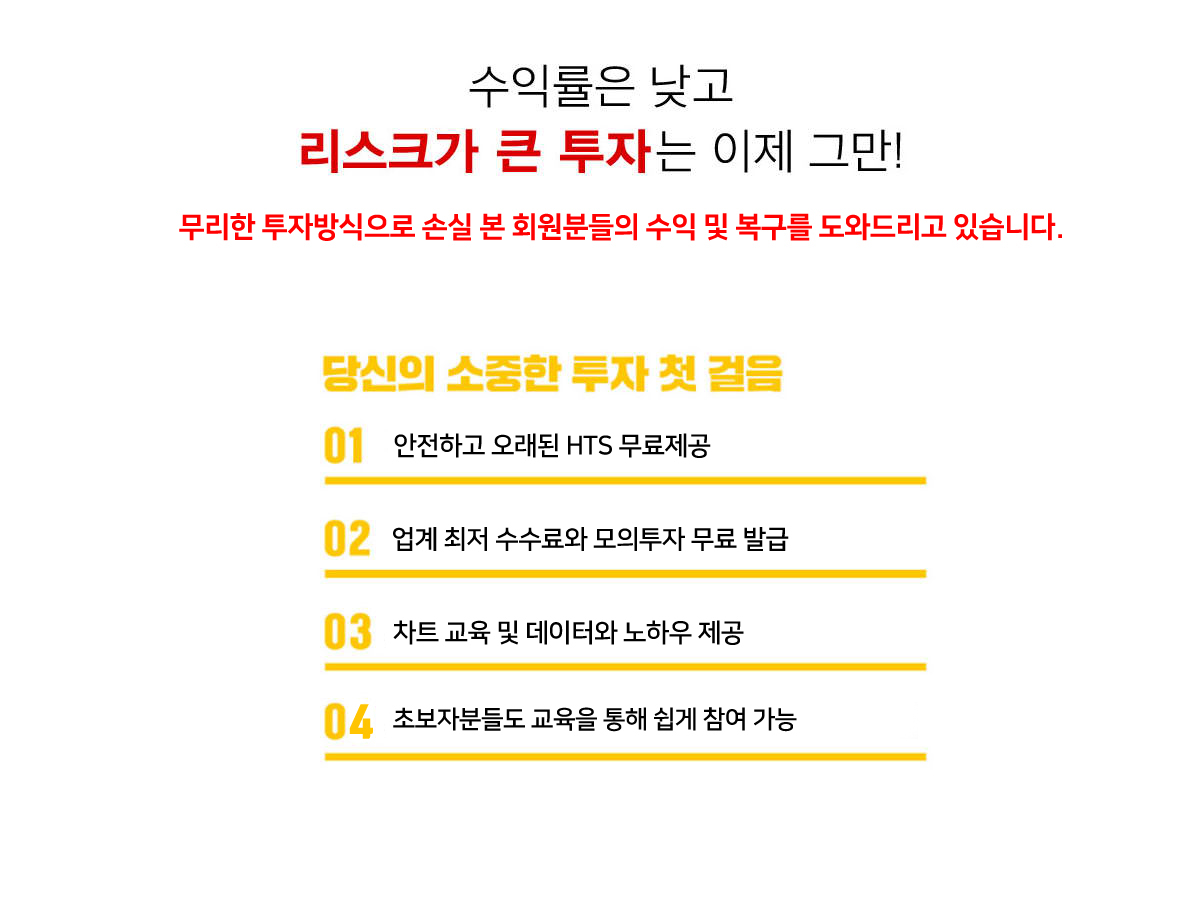 수익률은 낮고
리스크가 큰 투자는 이제 그만!
무리한 투자방식으로 손실 본 회원분들의 수익 및 복구를 도와드리고 있습니다.
당신의 소중한 투자 첫 걸음
01 안전하고 오래된 HTS 무료제공
02 업계 최저 수수료와 모의투자 무료 발급
03 차트 교육 및 데이터와 노하우 제공
04 초보자분들도 교육을 통해 쉽게 참여 가능